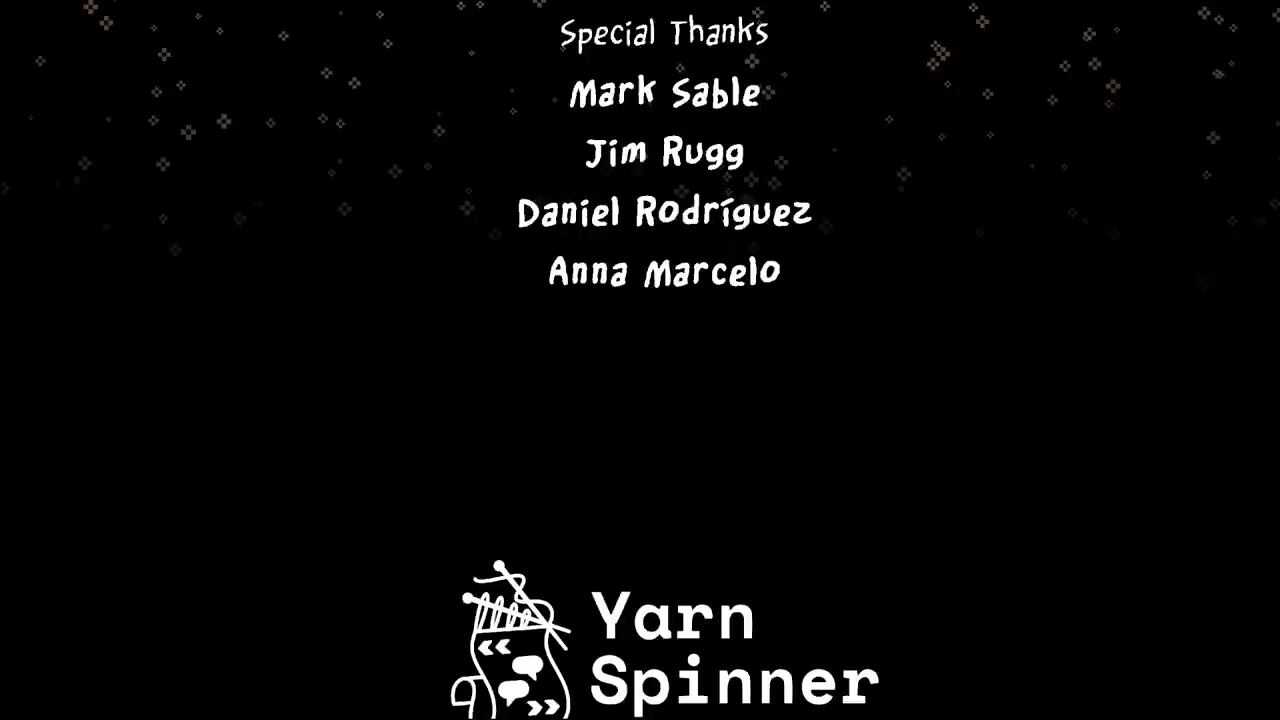 Special Thanks
Mark Sable
Jim Rugg
Daniel Rodríguez
Anna Marcelo
Yarn
Spinner